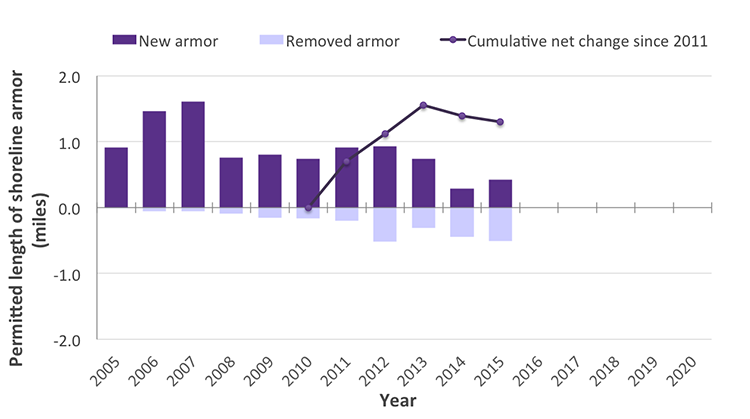 New armor Removed armor Cumulative net change since 2011
Permitted length of shoreline armor
(miles)
2.0
1.0
0.0
-1.0
-2.0
2005 2006 2007 2008 2009 2010 2011 2012 2013 2014 2015 2016 2017 2018 2019 2020
Year